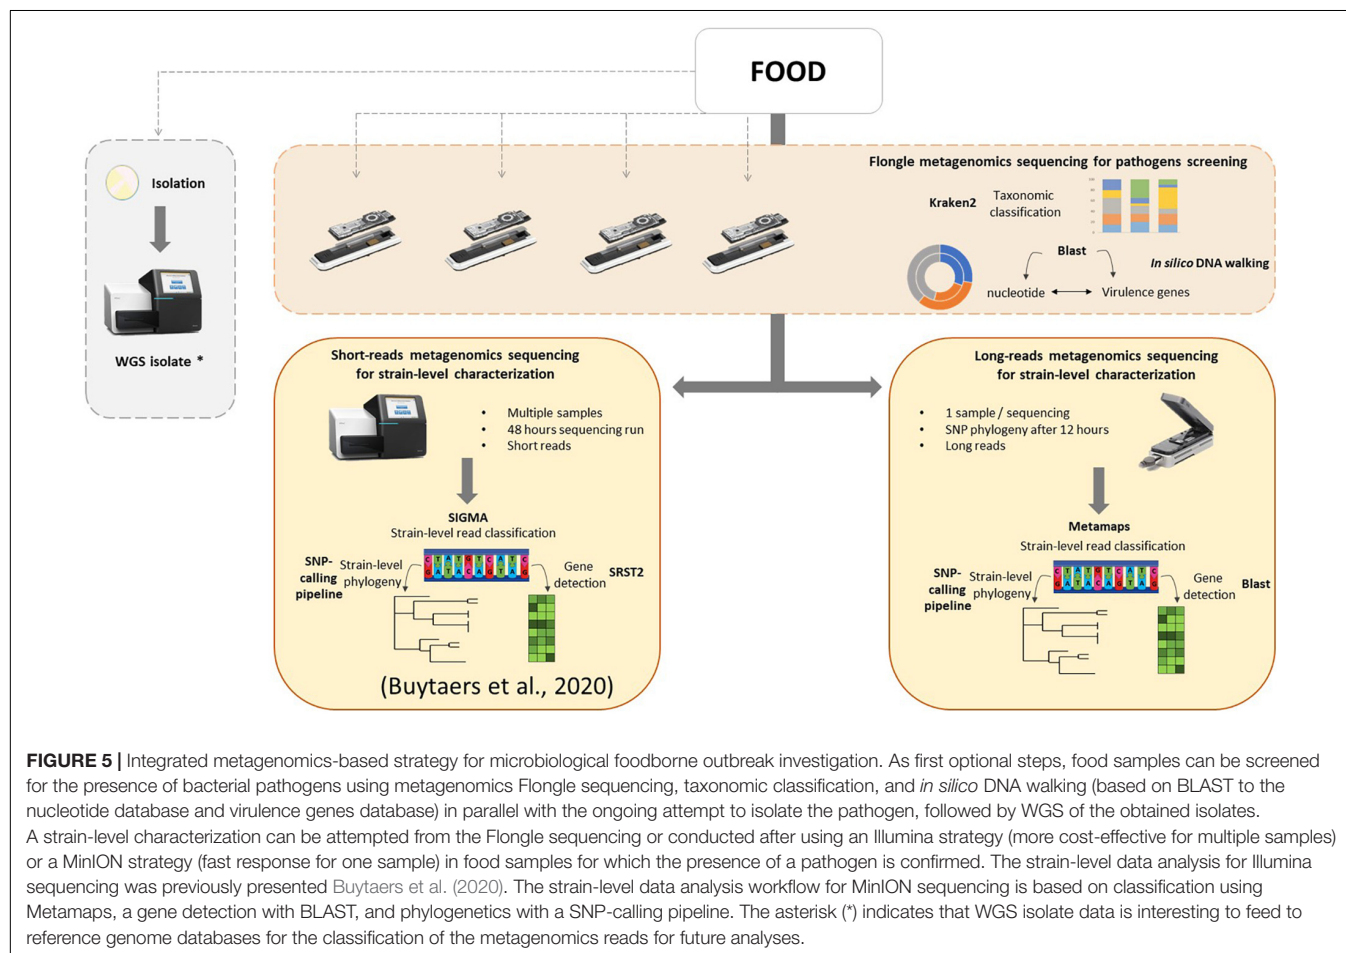 FOOD
Isolation
WGS isolate *
Flongle metagenomics sequencing for pathogens screening
Kraken2
Taxonomic
classification
Blast
In silico DNA walking
nucleotide
Virulence genes
Short-reads metagenomics sequencing
for strain-level characterization
• Multiple samples
• 48 hours sequencing run
• Short reads
SIGMA
Strain-level read classification
SNP-
calling
pipeline
Strain-level
phylogeny
C T A T G T C A T C
G A T A C A G T A G
Gene
detection
SRST2
(Buytaers et al., 2020)
Long-reads metagenomics sequencing
for strain-level characterization
• 1 sample / sequencing
• SNP phylogeny after 12 hours
• Long reads
Metamaps
Strain-level read classification
SNP-
calling
pipeline
Strain-level
phylogeny
C T A T G T C A T C
G A T A C A G T A G
Gene
detection
Blast
FIGURE 5 | Integrated metagenomics-based strategy for microbiological foodborne outbreak investigation. As first optional steps, food samples can be screened
for the presence of bacterial pathogens using metagenomics Flongle sequencing, taxonomic classification, and in silico DNA walking (based on BLAST to the
nucleotide database and virulence genes database) in parallel with the ongoing attempt to isolate the pathogen, followed by WGS of the obtained isolates.
A strain-level characterization can be attempted from the Flongle sequencing or conducted after using an Illumina strategy (more cost-effective for multiple samples)
or a MinION strategy (fast response for one sample) in food samples for which the presence of a pathogen is confirmed. The strain-level data analysis for Illumina
sequencing was previously presented Buytaers et al. (2020). The strain-level data analysis workflow for MinION sequencing is based on classification using
Metamaps, a gene detection with BLAST, and phylogenetics with a SNP-calling pipeline. The asterisk (*) indicates that WGS isolate data is interesting to feed to
reference genome databases for the classification of the metagenomics reads for future analyses.